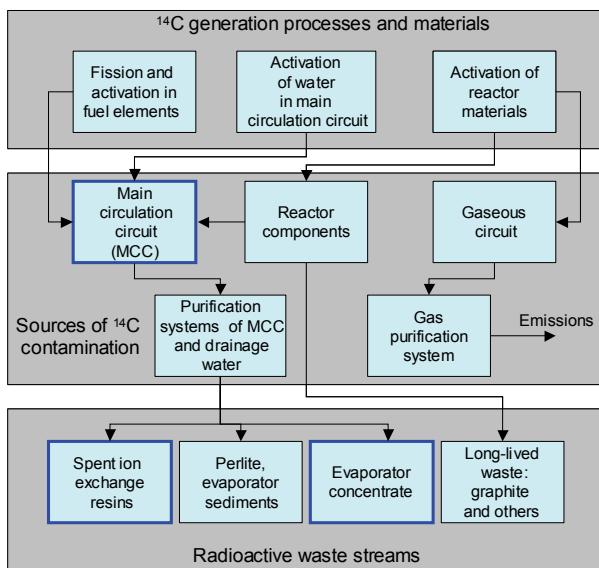 ¹⁴C generation processes and materials
Fission and
activation in
fuel elements
Activation
of water
in main
circulation circuit
Activation of
reactor
materials
Main
circulation
circuit
(MCC)
Reactor
components
Gaseous
circuit
Sources of ¹⁴C
contamination
Purification
systems of MCC
and drainage
water
Gas
purification
system
Emissions
Spent ion
exchange
resins
Perlite,
evaporator
sediments
Evaporator
concentrate
Long-lived
waste:
graphite
and others
Radioactive waste streams